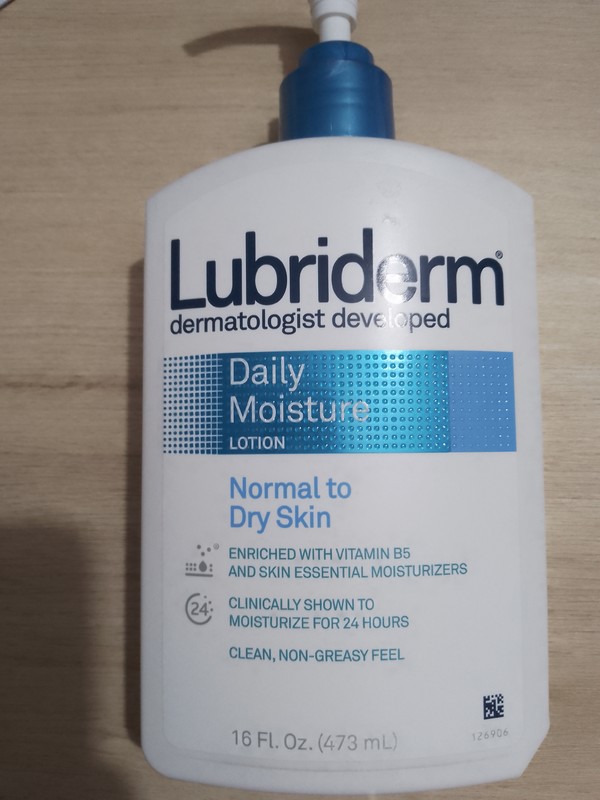 Lubriderm®
dermatologist developed
Daily
Moisture
LOTION
Normal to
Dry Skin
ENRICHED WITH VITAMIN B5
AND SKIN ESSENTIAL MOISTURIZERS
24
CLINICALLY SHOWN TO
MOISTURIZE FOR 24 HOURS
CLEAN, NON-GREASY FEEL
126906
16 Fl. Oz. (473 mL)